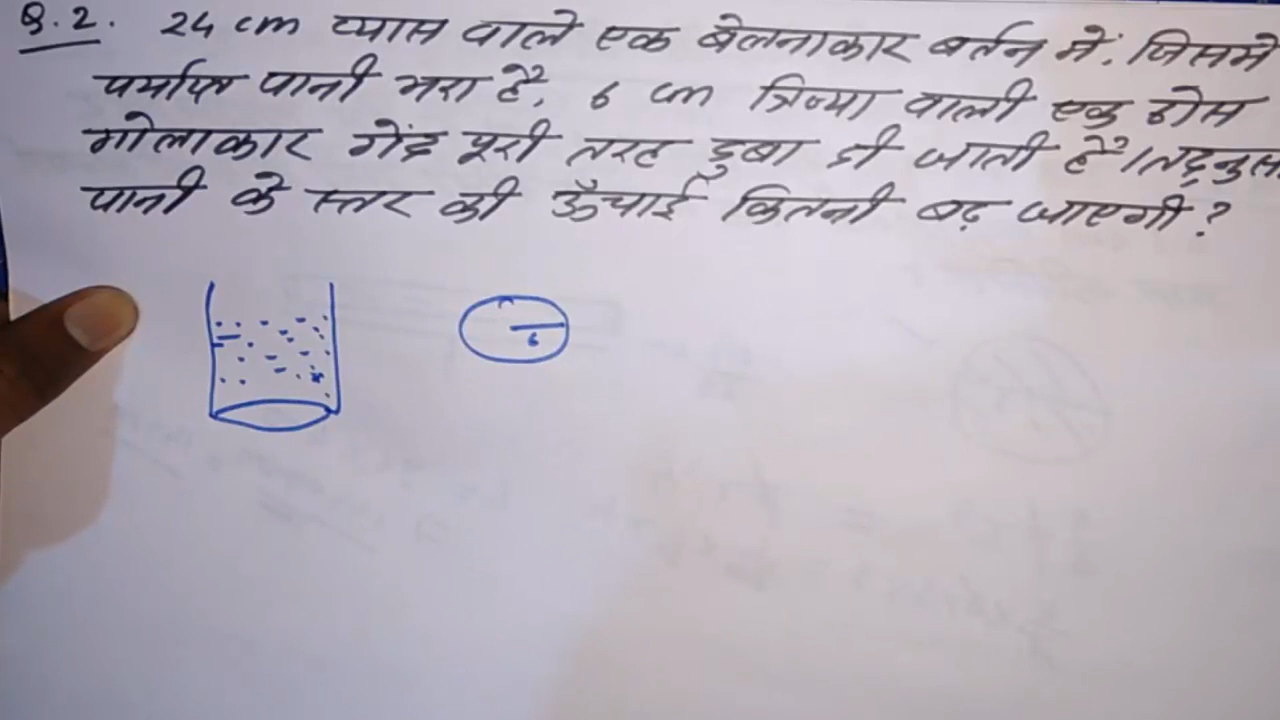 Q.2. 24 cm व्यास वाले एक बेलनाकार बर्तन में, जिसमे
पर्याप्त पानी भरा है, 6 cm त्रिज्या वाली एक ठोस
गोलाकार गेंद पूरी तरह डुबा दी जाती है। तद्नुसा
पानी के स्तर की ऊँचाई कितनी बढ़ जाएगी?
6